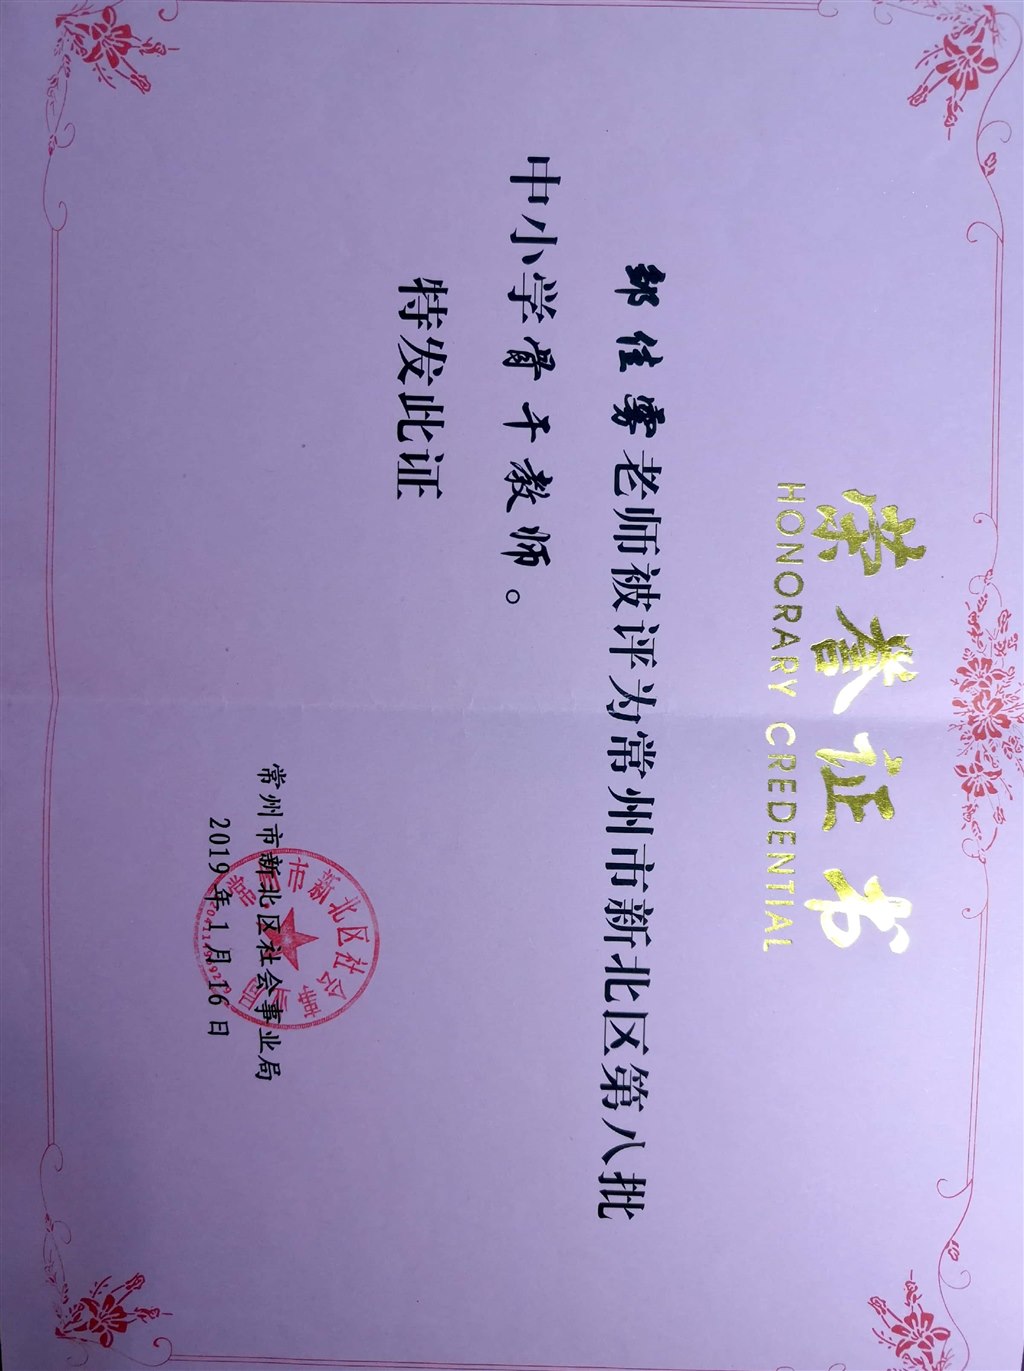 荣誉证书
HONORARY CREDENTIAL
邹佳雾老师被评为常州市新北区第八批
中小学骨干教师。
特发此证
常州市新北区社会事业局
2019年1月16日